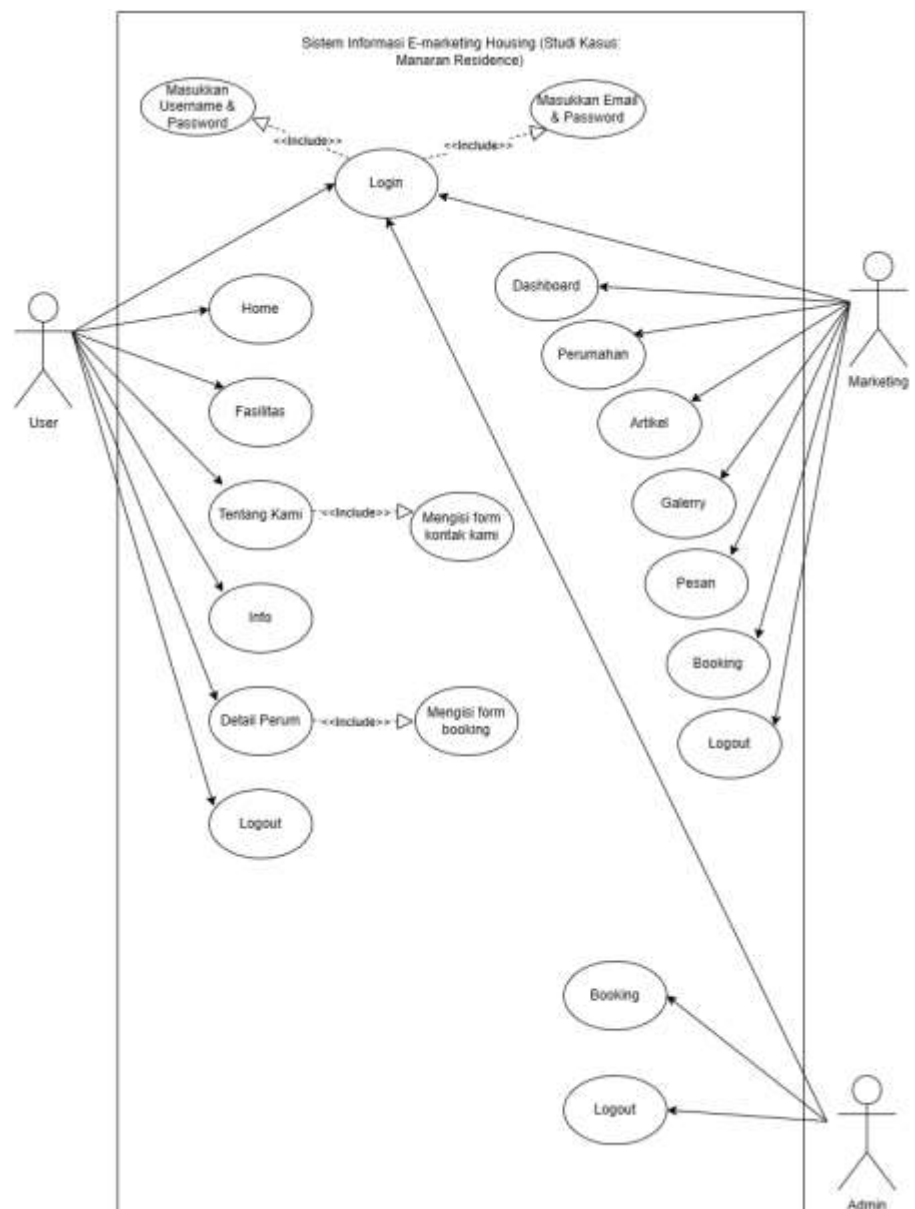 Sistem Informasi E-marketing Housing (Studi Kasus:
Manaran Residence)
Masukkan
Username &
Password
Masukkan Email
& Password
<<Include>>
<<Include>>
Login
Home
Fasilitas
Tentang Kami
<<Include>>
Mengisi form
kontak kami
Info
Detail Perum
<<Include>>
Mengisi form
booking
Logout
User
Dashboard
Perumahan
Artikel
Galerry
Pesan
Booking
Logout
Marketing
Booking
Logout
Admin